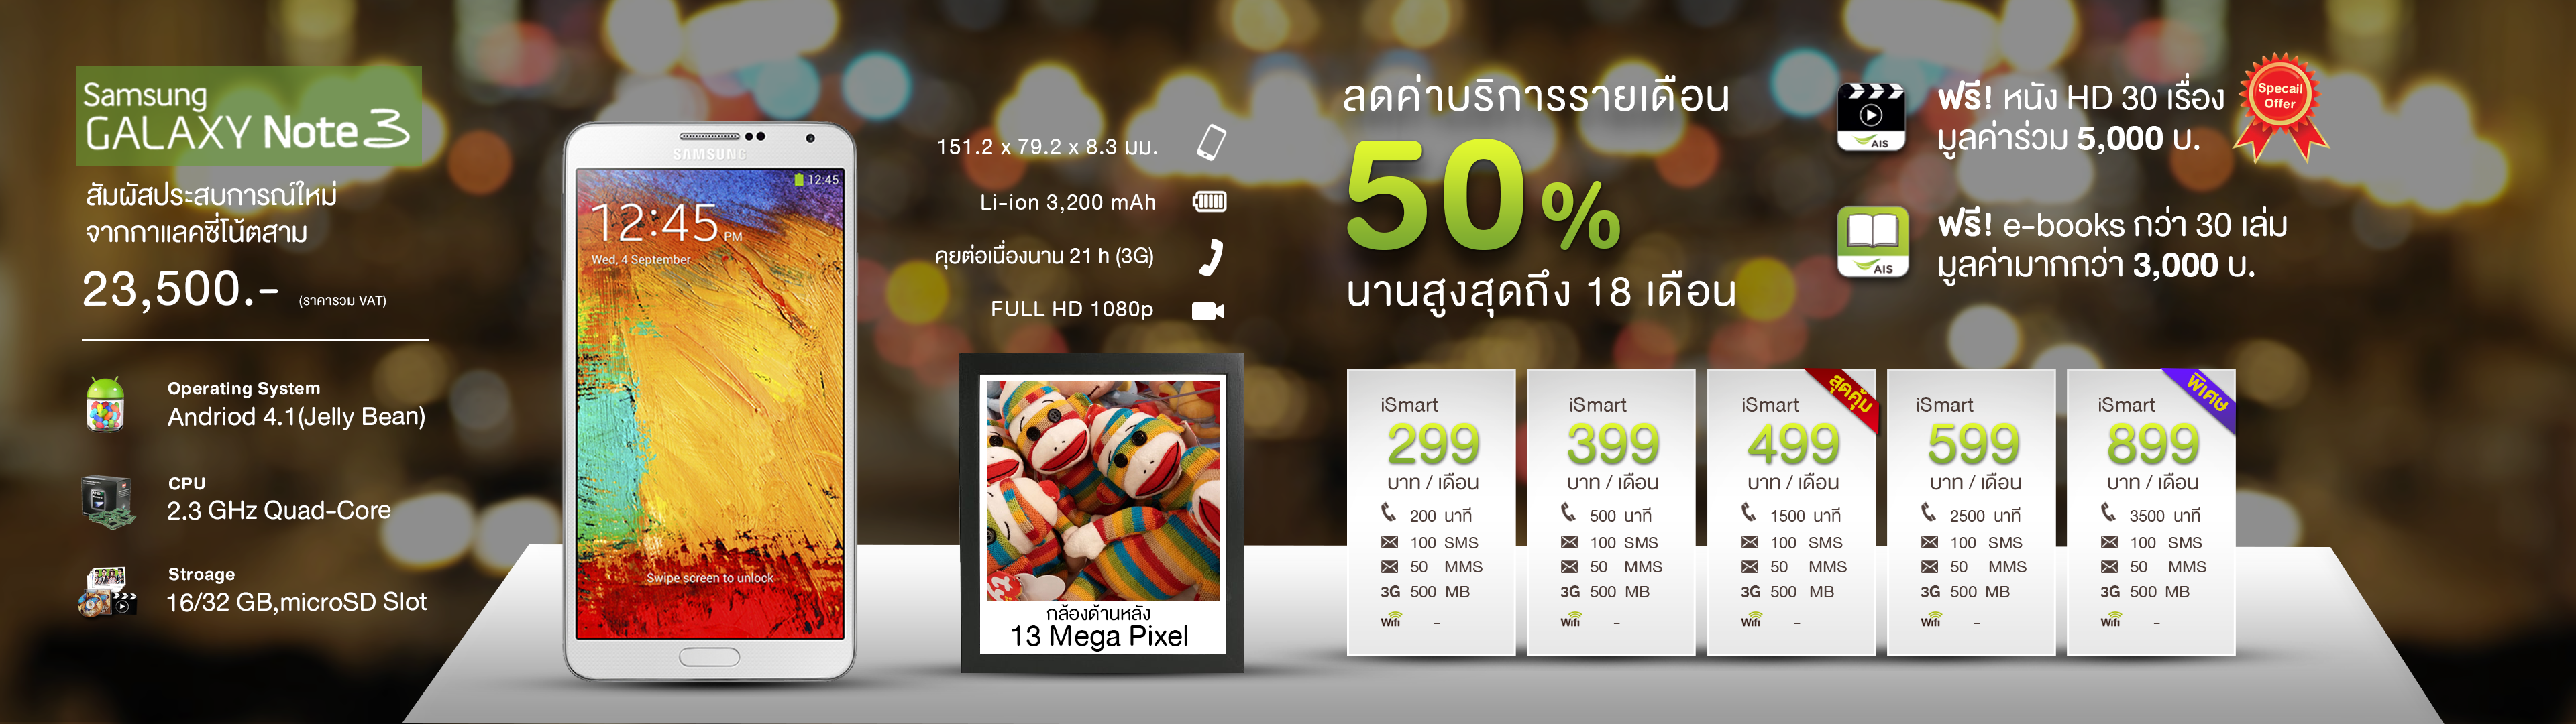 Samsung
GALAXY Note 3
สัมผัสประสบการณ์ใหม่
จากกาแลคซี่โน้ตสาม
23,500.- (ราคารวม VAT)
Operating System
Andriod 4.1(Jelly Bean)
CPU
2.3 GHz Quad-Core
Stroage
16/32 GB,microSD Slot
SAMSUNG
12:45
12:45 PM
Wed, 4 September
Swipe screen to unlock
151.2 x 79.2 x 8.3 มม.
Li-ion 3,200 mAh
คุยต่อเนื่องนาน 21 h (3G)
FULL HD 1080p
กล้องด้านหลัง
13 Mega Pixel
ลดค่าบริการรายเดือน
50%
นานสูงสุดถึง 18 เดือน
AIS
ฟรี! หนัง HD 30 เรื่อง
มูลค่าร่วม 5,000 บ.
Specail
Offer
AIS
ฟรี! e-books กว่า 30 เล่ม
มูลค่ามากกว่า 3,000 บ.
iSmart
299
บาท / เดือน
200 นาที
100 SMS
50 MMS
3G 500 MB
Wifi -
iSmart
399
บาท / เดือน
500 นาที
100 SMS
50 MMS
3G 500 MB
Wifi -
สุดคุ้ม
iSmart
499
บาท / เดือน
1500 นาที
100 SMS
50 MMS
3G 500 MB
Wifi -
iSmart
599
บาท / เดือน
2500 นาที
100 SMS
50 MMS
3G 500 MB
Wifi -
พิเศษ
iSmart
899
บาท / เดือน
3500 นาที
100 SMS
50 MMS
3G 500 MB
Wifi -